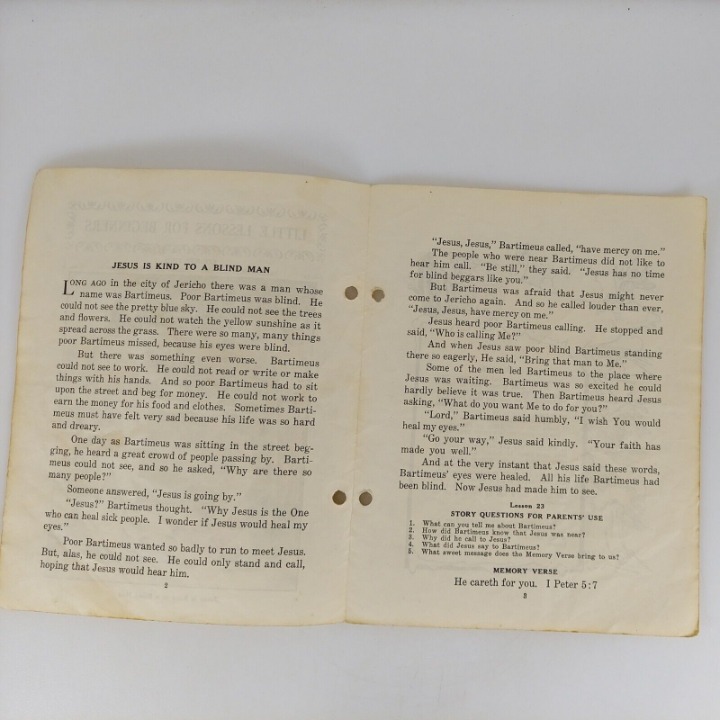 JESUS IS KIND TO A BLIND MAN
LONG AGO in the city of Jericho there was a man whose
name was Bartimeus. Poor Bartimeus was blind. He
could not see the pretty blue sky. He could not see the trees
and flowers. He could not watch the yellow sunshine as it
spread across the grass. There were so many, many things
poor Bartimeus missed, because his eyes were blind.
But there was something even worse. Bartimeus
could not see to work. He could not read or write or make
things with his hands. And so poor Bartimeus had to sit
upon the street and beg for money. He could not work to
earn the money for his food and clothes. Sometimes Barti-
meus must have felt very sad because his life was so hard
and dreary.
One day as Bartimeus was sitting in the street beg-
ging, he heard a great crowd of people passing by. Barti-
meus could not see, and so he asked, "Why are there so
many people?"
Someone answered, "Jesus is going by."
"Jesus?" Bartimeus thought. "Why Jesus is the One
who can heal sick people. I wonder if Jesus would heal my
eyes."
Poor Bartimeus wanted so badly to run to meet Jesus.
But, alas, he could not see. He could only stand and call,
hoping that Jesus would hear him.
2
"Jesus, Jesus," Bartimeus called, "have mercy on me."
The people who were near Bartimeus did not like to
hear him call. "Be still," they said. "Jesus has no time
for blind beggars like you."
But Bartimeus was afraid that Jesus might never
come to Jericho again. And so he called louder than ever,
"Jesus, Jesus, have mercy on me."
Jesus heard poor Bartimeus calling. He stopped and
said, "Who is calling Me?"
And when Jesus saw poor blind Bartimeus standing
there so eagerly, He said, "Bring that man to Me."
Some of the men led Bartimeus to the place where
Jesus was waiting. Bartimeus was so excited he could
hardly believe it was true. Then Bartimeus heard Jesus
asking, "What do you want Me to do for you?"
"Lord," Bartimeus said humbly, "I wish You would
heal my eyes."
"Go your way," Jesus said kindly. "Your faith has
made you well."
And at the very instant that Jesus said these words,
Bartimeus' eyes were healed. All his life Bartimeus had
been blind. Now Jesus had made him to see.
Lesson 23
STORY QUESTIONS FOR PARENTS' USE
1. What can you tell me about Bartimeus?
2. How did Bartimeus know that Jesus was near?
3. Why did he call to Jesus?
4. What did Jesus say to Bartimeus?
5. What sweet message does the Memory Verse bring to us?
MEMORY VERSE
He careth for you. I Peter 5:7
3